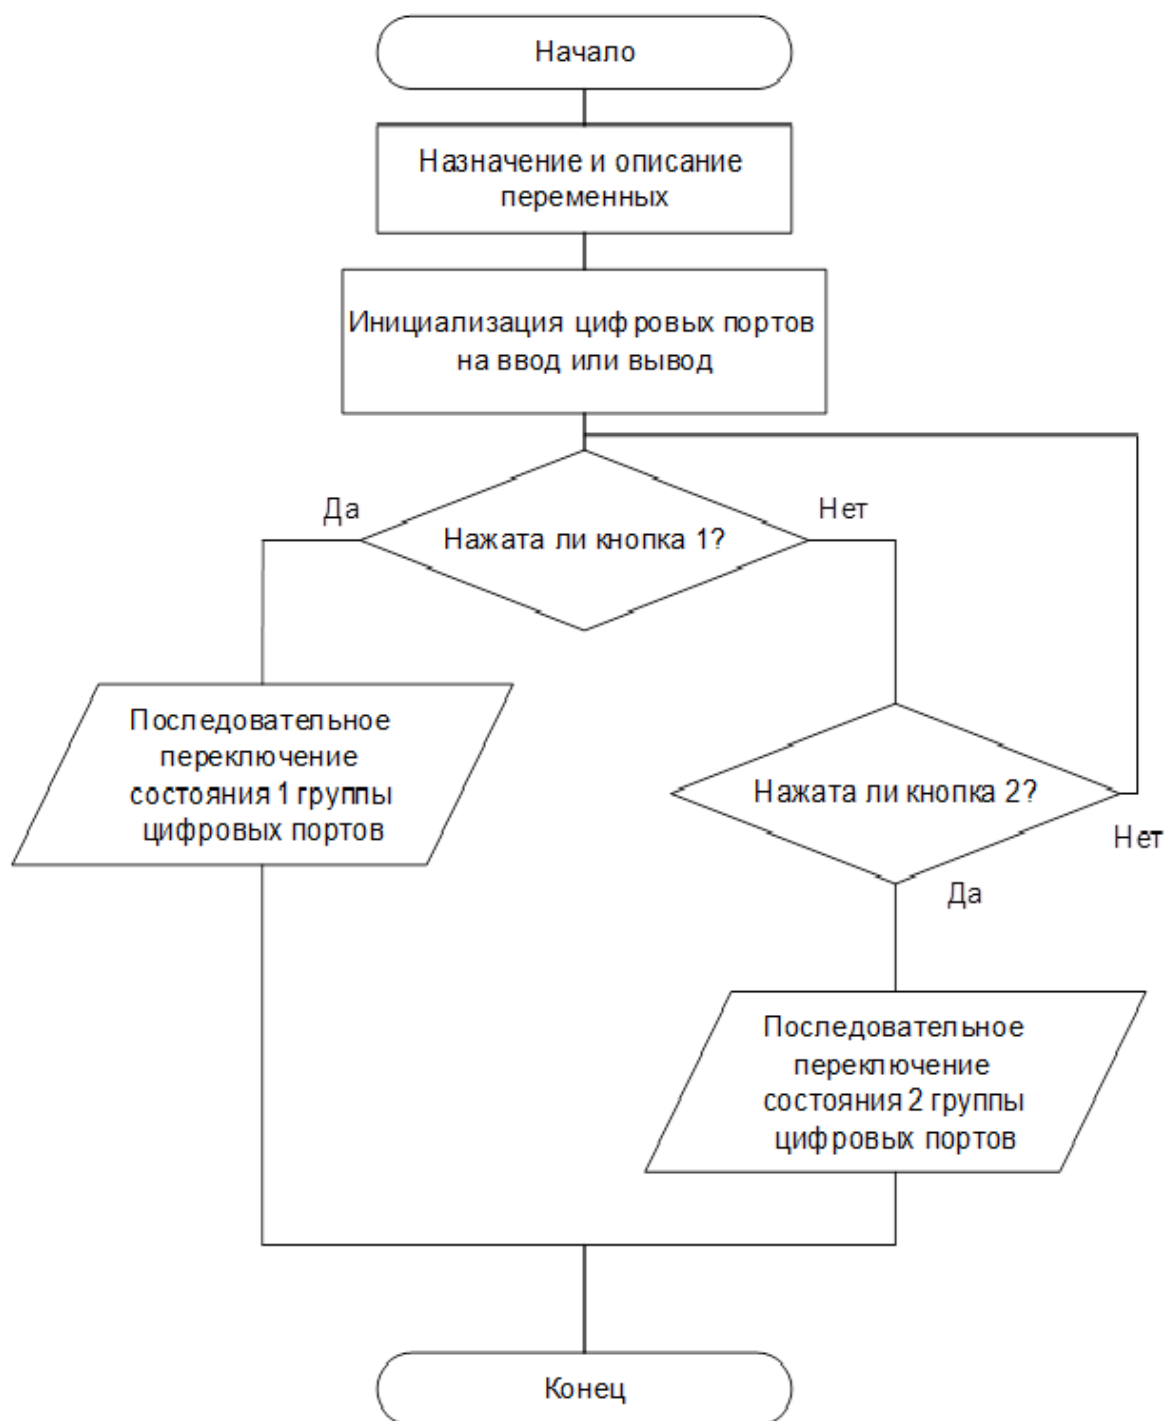 Начало
Назначение и описание
переменных
Инициализация цифровых портов
на ввод или вывод
Да
Нет
Нажата ли кнопка 1?
Последовательное
переключение
состояния 1 группы
цифровых портов
Нажата ли кнопка 2?
Нет
Да
Последовательное
переключение
состояния 2 группы
цифровых портов
Конец